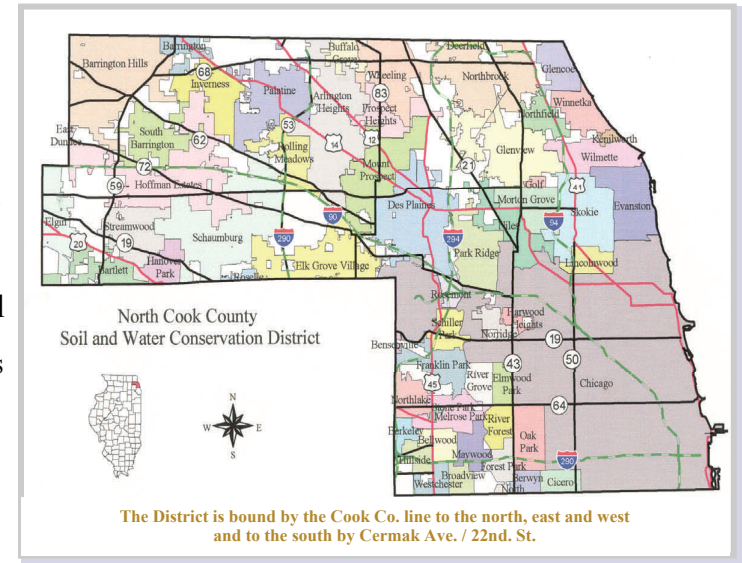 Barrington
Buffalo
Grove
Deerfield
Barrington Hills
68
Inverness
Palatine
Arlington
Heights
Wheeling
83
Prospect
Heights
Northbrook
Glencoe
Winnetka
Northfield
Kenilworth
Wilmette
East
Dundee
South
Barrington
62
53
Rolling
Meadows
14
12
Mount
Prospect
21
Glenview
Golf
41
72
59
Hoffman Estates
90
Des Plaines
Morton Grove
Niles
94
Skokie
Evanston
Elgin
20
Streamwood
19
Schaumburg
290
294
Park Ridge
Lincolnwood
Bartlett
Hanover
Park
Roselle
Elk Grove Village
Rosemont
North Cook County
Soil and Water Conservation District
Schiller
Park
Harwood
Heights
Norridge
19
Bensenville
Franklin Park
45
River
Grove
Elmwood
Park
43
50
Chicago
Northlake
Stone Park
Melrose Park
64
River
Forest
Berkeley
Bellwood
Oak
Park
Hillside
Maywood
Forest Park
290
Broadview
Westchester
North
Berwyn
Cicero
N
W
E
S
l
s
The District is bound by the Cook Co. line to the north, east and west
and to the south by Cermak Ave. / 22nd. St.